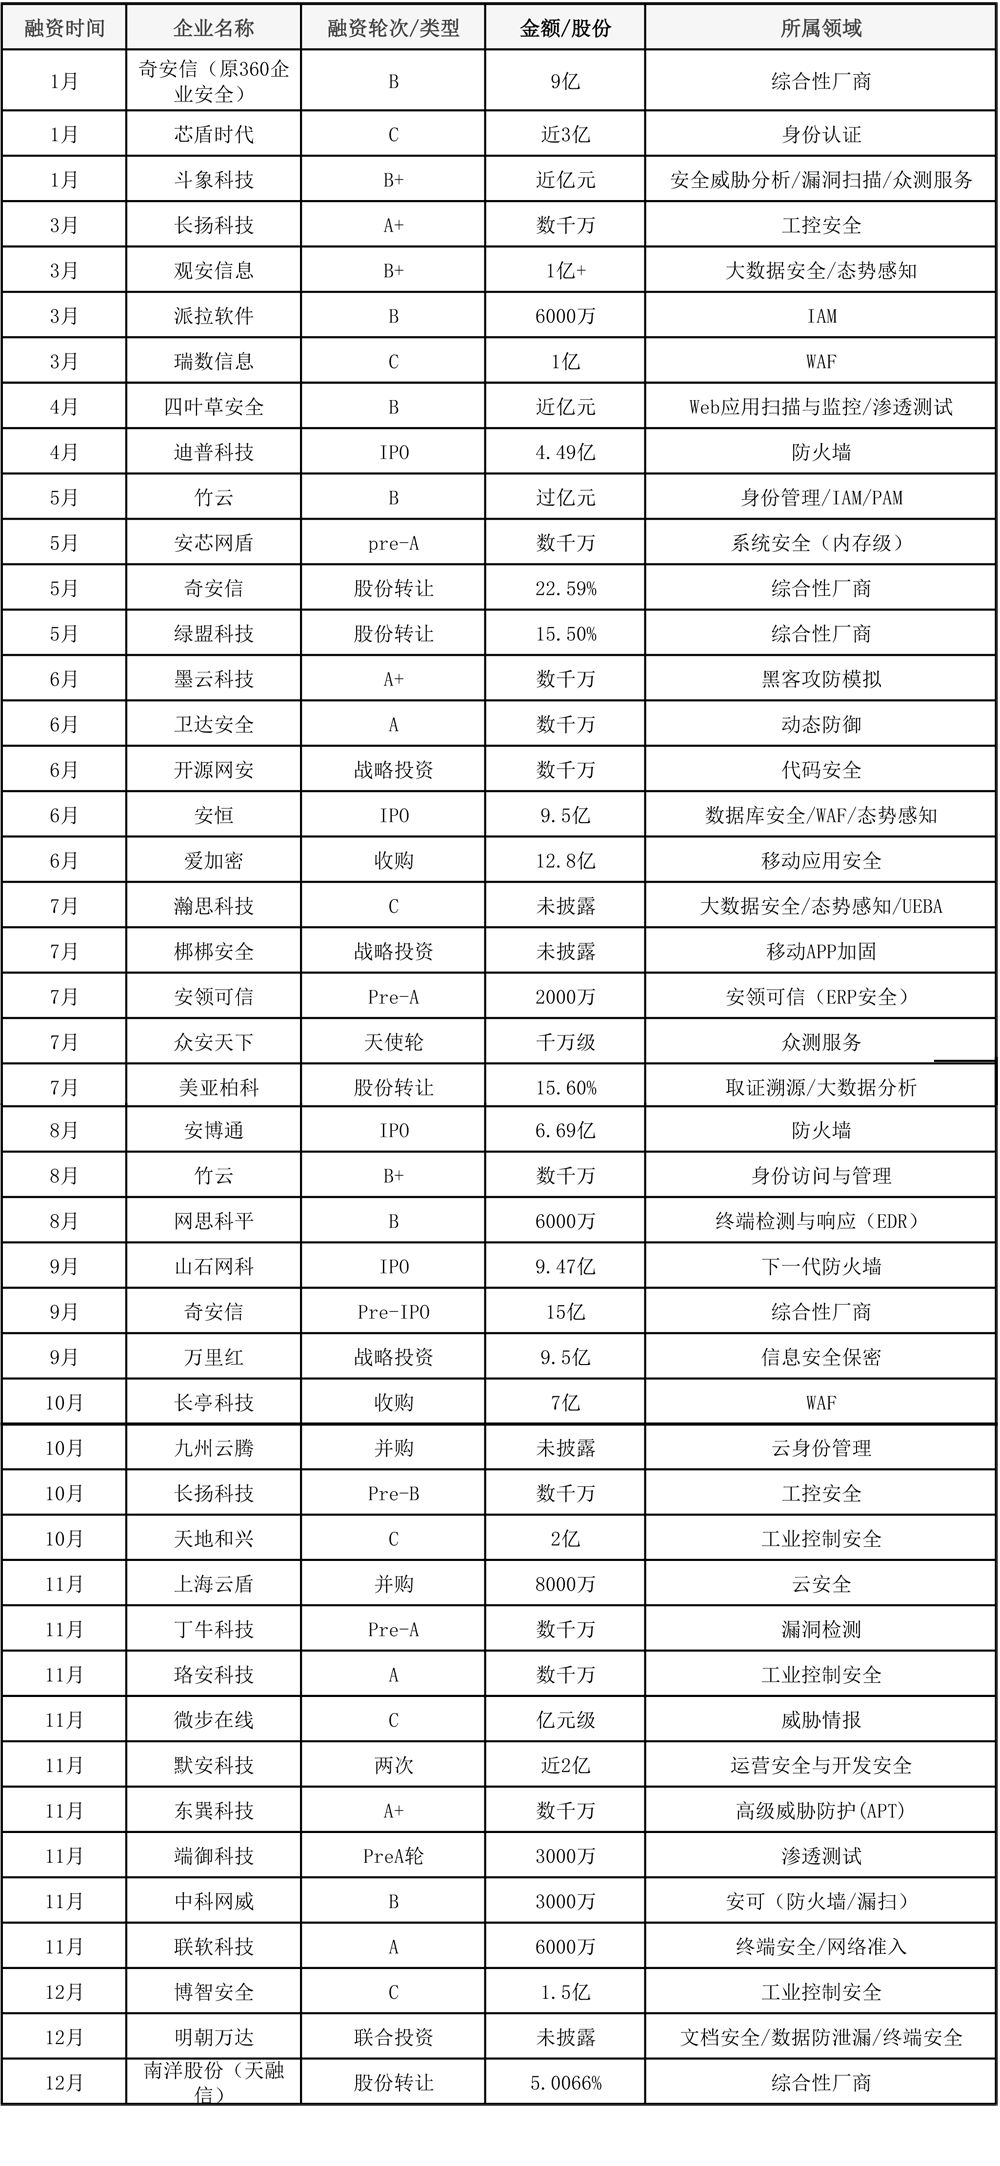 融资时间 企业名称 融资轮次/类型 金额/股份 所属领域
1月 奇安信（原360企业安全） B 9亿 综合性厂商
1月 芯盾时代 C 近3亿 身份认证
1月 斗象科技 B+ 近亿元 安全威胁分析/漏洞扫描/众测服务
3月 长扬科技 A+ 数千万 工控安全
3月 观安信息 B+ 1亿+ 大数据安全/态势感知
3月 派拉软件 B 6000万 IAM
3月 瑞数信息 C 1亿 WAF
4月 四叶草安全 B 近亿元 Web应用扫描与监控/渗透测试
4月 迪普科技 IPO 4.49亿 防火墙
5月 竹云 B 过亿元 身份管理/IAM/PAM
5月 安芯网盾 pre-A 数千万 系统安全（内存级）
5月 奇安信 股份转让 22.59% 综合性厂商
5月 绿盟科技 股份转让 15.50% 综合性厂商
6月 墨云科技 A+ 数千万 黑客攻防模拟
6月 卫达安全 A 数千万 动态防御
6月 开源网安 战略投资 数千万 代码安全
6月 安恒 IPO 9.5亿 数据库安全/WAF/态势感知
6月 爱加密 收购 12.8亿 移动应用安全
7月 瀚思科技 C 未披露 大数据安全/态势感知/UEBA
7月 梆梆安全 战略投资 未披露 移动APP加固
7月 安领可信 Pre-A 2000万 安领可信（ERP安全）
7月 众安天下 天使轮 千万级 众测服务
7月 美亚柏科 股份转让 15.60% 取证溯源/大数据分析
8月 安博通 IPO 6.69亿 防火墙
8月 竹云 B+ 数千万 身份访问与管理
8月 网思科平 B 6000万 终端检测与响应（EDR）
9月 山石网科 IPO 9.47亿 下一代防火墙
9月 奇安信 Pre-IPO 15亿 综合性厂商
9月 万里红 战略投资 9.5亿 信息安全保密
10月 长亭科技 收购 7亿 WAF
10月 九州云腾 并购 未披露 云身份管理
10月 长扬科技 Pre-B 数千万 工控安全
10月 天地和兴 C 2亿 工业控制安全
11月 上海云盾 并购 8000万 云安全
11月 丁牛科技 Pre-A 数千万 漏洞检测
11月 珞安科技 A 数千万 工业控制安全
11月 微步在线 C 亿元级 威胁情报
11月 默安科技 两次 近2亿 运营安全与开发安全
11月 东巽科技 A+ 数千万 高级威胁防护(APT)
11月 端御科技 PreA轮 3000万 渗透测试
11月 中科网威 B 3000万 安可（防火墙/漏扫）
11月 联软科技 A 6000万 终端安全/网络准入
12月 博智安全 C 1.5亿 工业控制安全
12月 明朝万达 联合投资 未披露 文档安全/数据防泄漏/终端安全
12月 南洋股份（天融信） 股份转让 5.0066% 综合性厂商